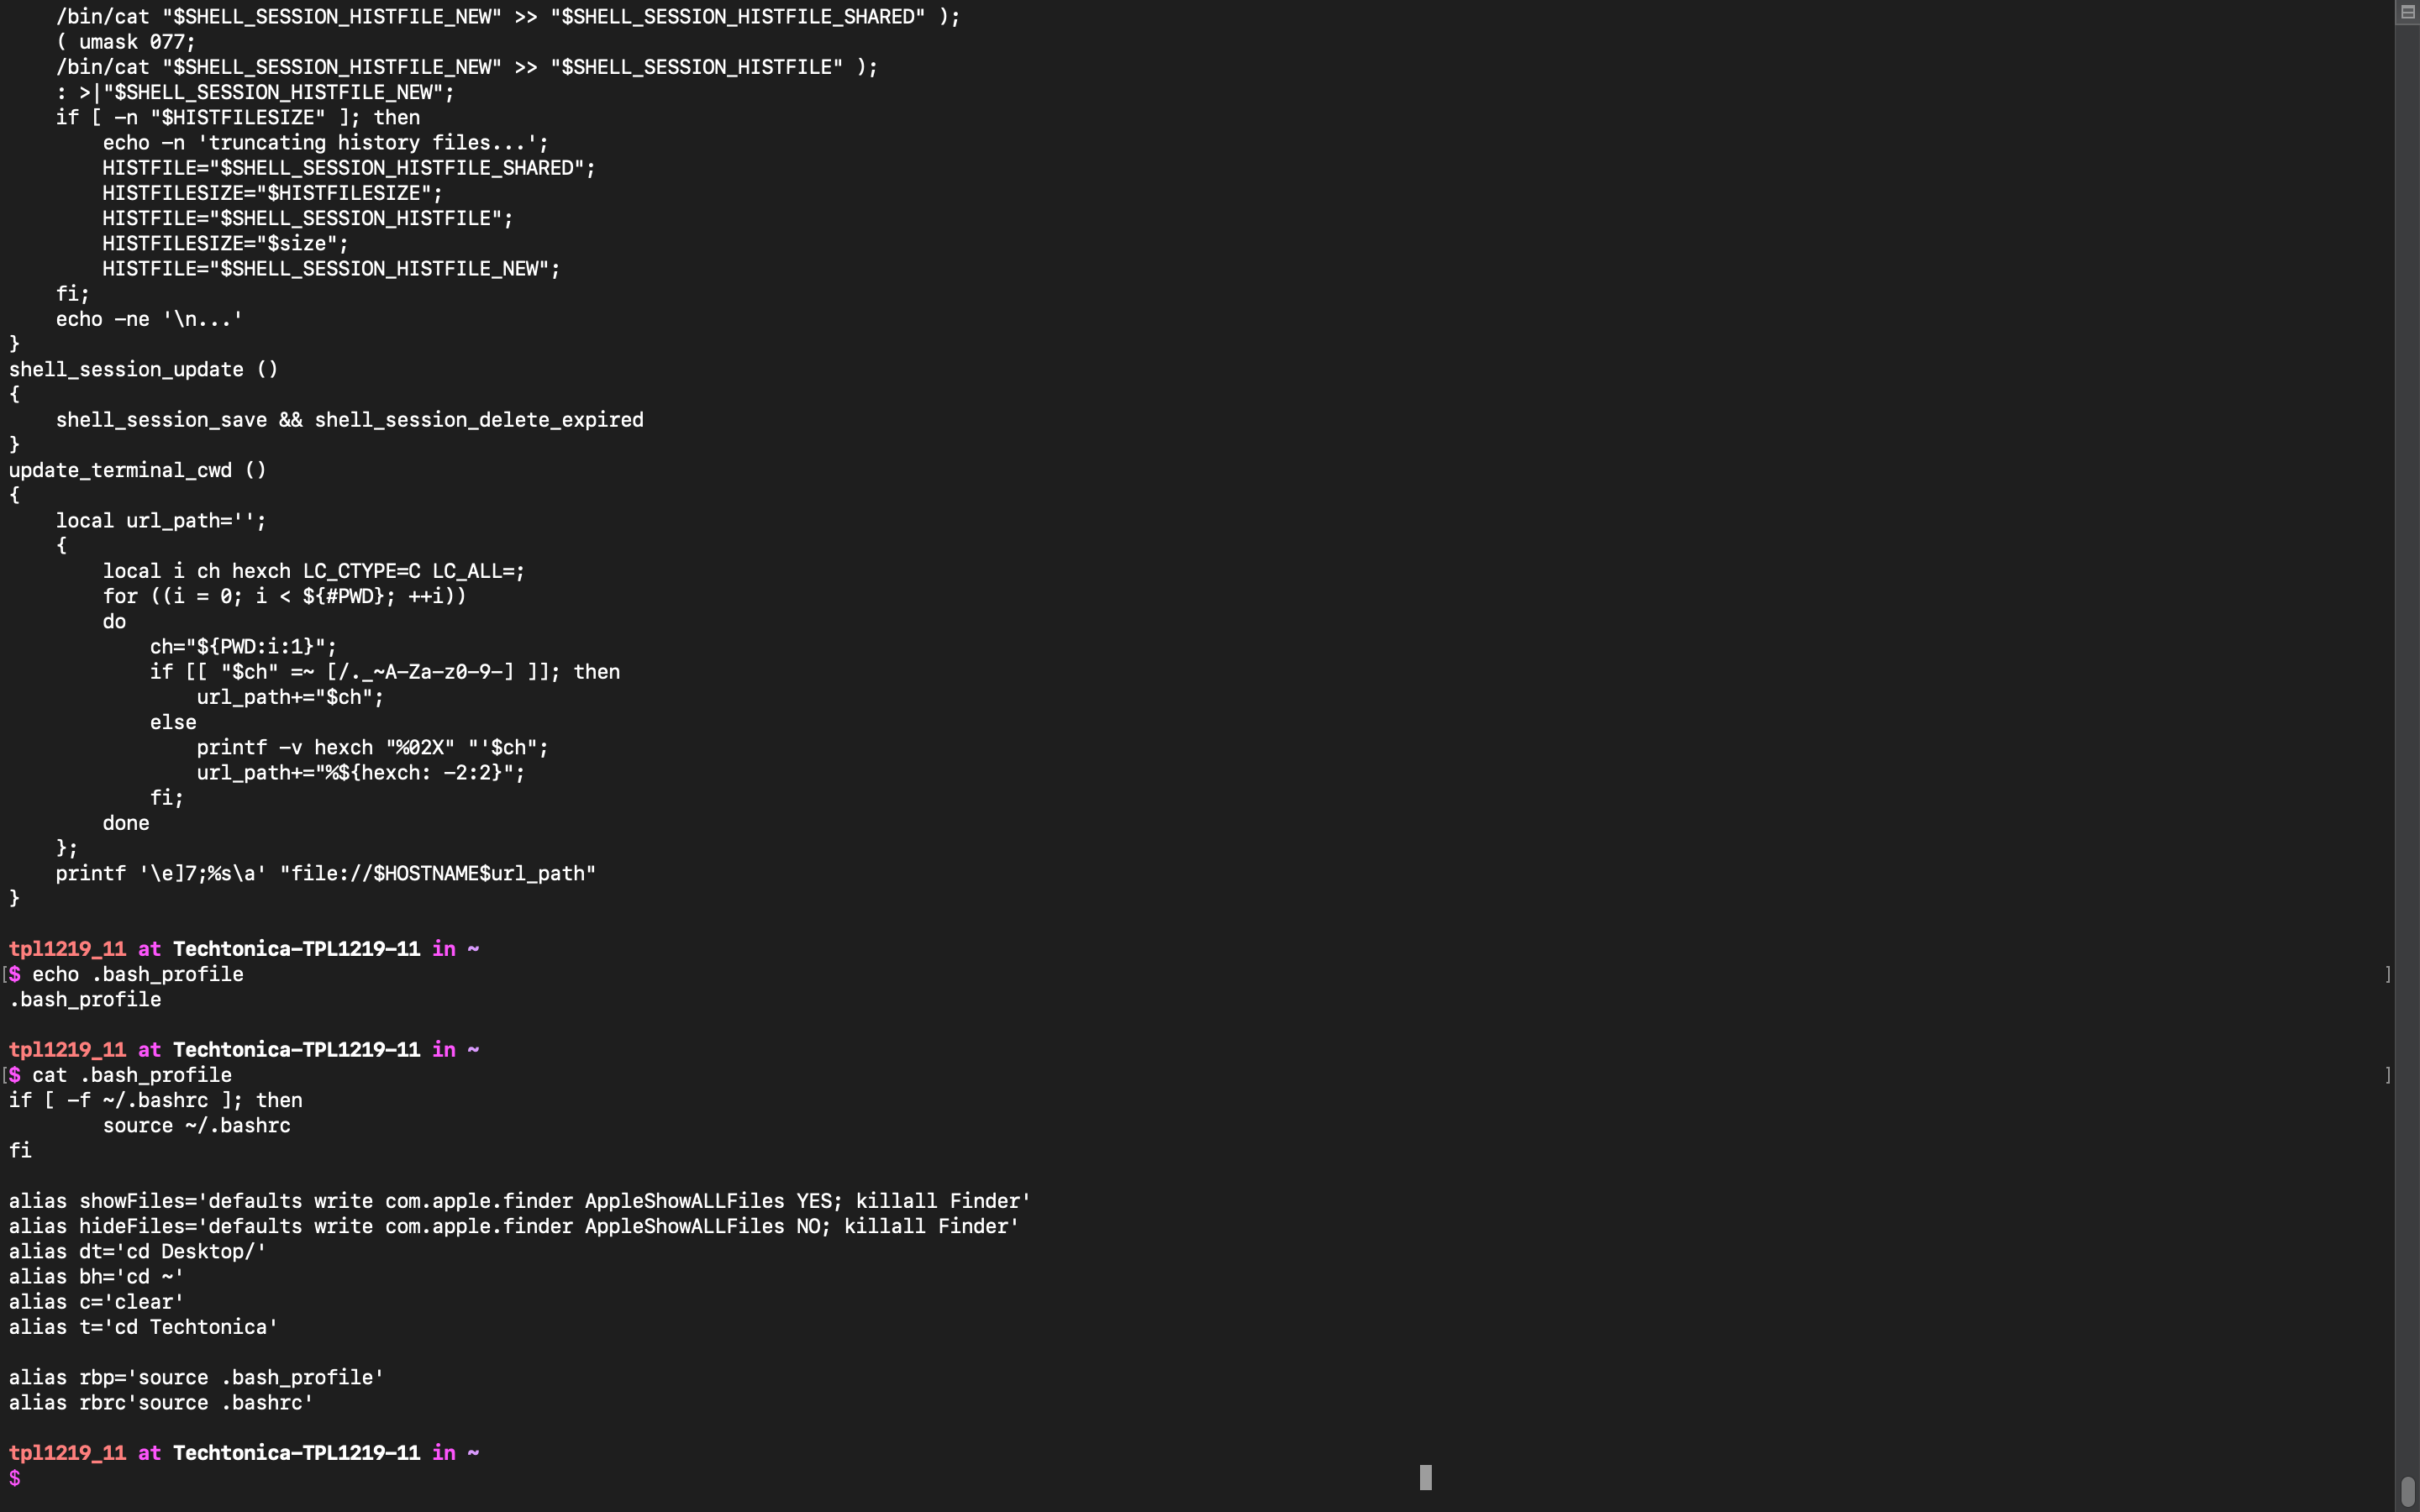 /bin/cat "$SHELL_SESSION_HISTFILE_NEW" >> "$SHELL_SESSION_HISTFILE_SHARED" );
    ( umask 077;
    /bin/cat "$SHELL_SESSION_HISTFILE_NEW" >> "$SHELL_SESSION_HISTFILE" );
    : >|"$SHELL_SESSION_HISTFILE_NEW";
    if [ -n "$HISTFILESIZE" ]; then
        echo -n 'truncating history files...';
        HISTFILE="$SHELL_SESSION_HISTFILE_SHARED";
        HISTFILESIZE="$HISTFILESIZE";
        HISTFILE="$SHELL_SESSION_HISTFILE";
        HISTFILESIZE="$size";
        HISTFILE="$SHELL_SESSION_HISTFILE_NEW";
    fi;
    echo -ne '\n...'
}
shell_session_update ()
{
    shell_session_save && shell_session_delete_expired
}
update_terminal_cwd ()
{
    local url_path='';
    {
        local i ch hexch LC_CTYPE=C LC_ALL=;
        for ((i = 0; i < ${#PWD}; ++i))
        do
            ch="${PWD:i:1}";
            if [[ "$ch" =~ [/._~A-Za-z0-9-] ]]; then
                url_path+="$ch";
            else
                printf -v hexch "%02X" "'$ch";
                url_path+="%${hexch: -2:2}";
            fi;
        done
    };
    printf '\e]7;%s\a' "file://$HOSTNAME$url_path"
}

tpl1219_11 at Techtonica-TPL1219-11 in ~
[$ echo .bash_profile ]
.bash_profile

tpl1219_11 at Techtonica-TPL1219-11 in ~
[$ cat .bash_profile ]
if [ -f ~/.bashrc ]; then
        source ~/.bashrc
fi

alias showFiles='defaults write com.apple.finder AppleShowALLFiles YES; killall Finder'
alias hideFiles='defaults write com.apple.finder AppleShowALLFiles NO; killall Finder'
alias dt='cd Desktop/'
alias bh='cd ~'
alias c='clear'
alias t='cd Techtonica'

alias rbp='source .bash_profile'
alias rbrc'source .bashrc'

tpl1219_11 at Techtonica-TPL1219-11 in ~
$